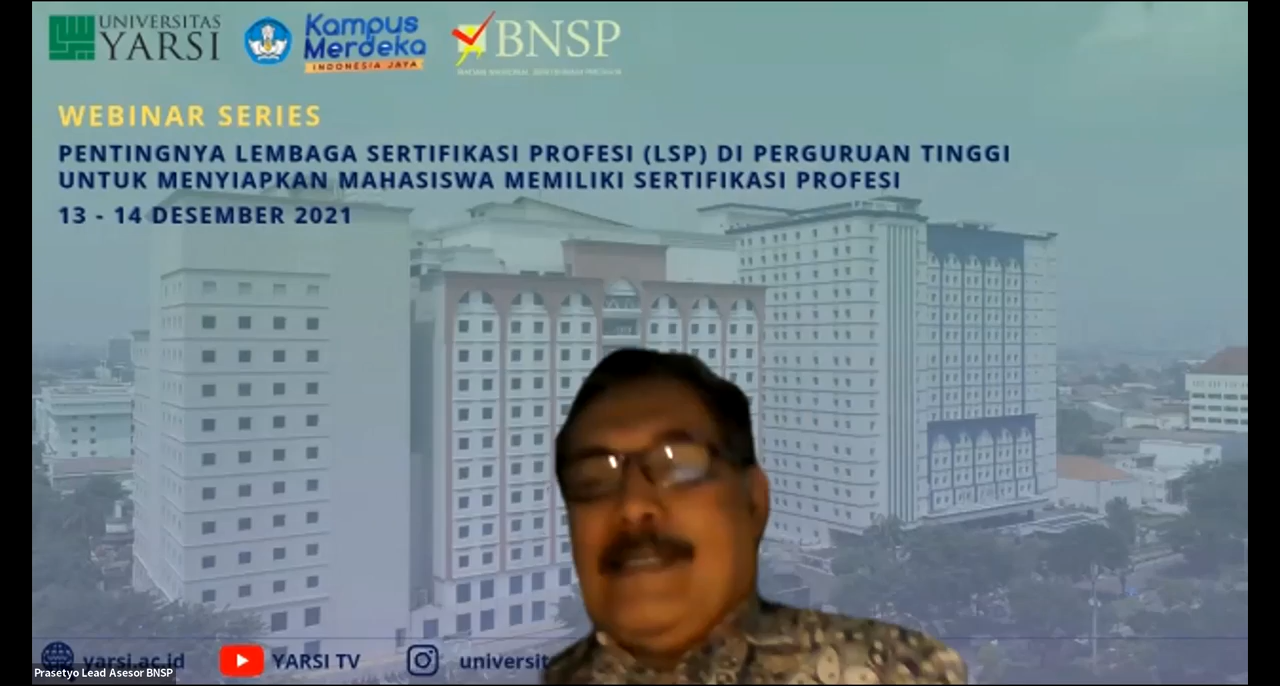 UNIVERSITAS
YARSI
Kampus
Merdeka
INDONESIA JAYA
BNSP
WEBINAR SERIES
PENTINGNYA LEMBAGA SERTIFIKASI PROFESI (LSP) DI PERGURUAN TINGGI
UNTUK MENYIAPKAN MAHASISWA MEMILIKI SERTIFIKASI PROFESI
13 - 14 DESEMBER 2021
yarsi.ac.id
YARSI TV
universit
Prasetyo Lead Asesor BNSP